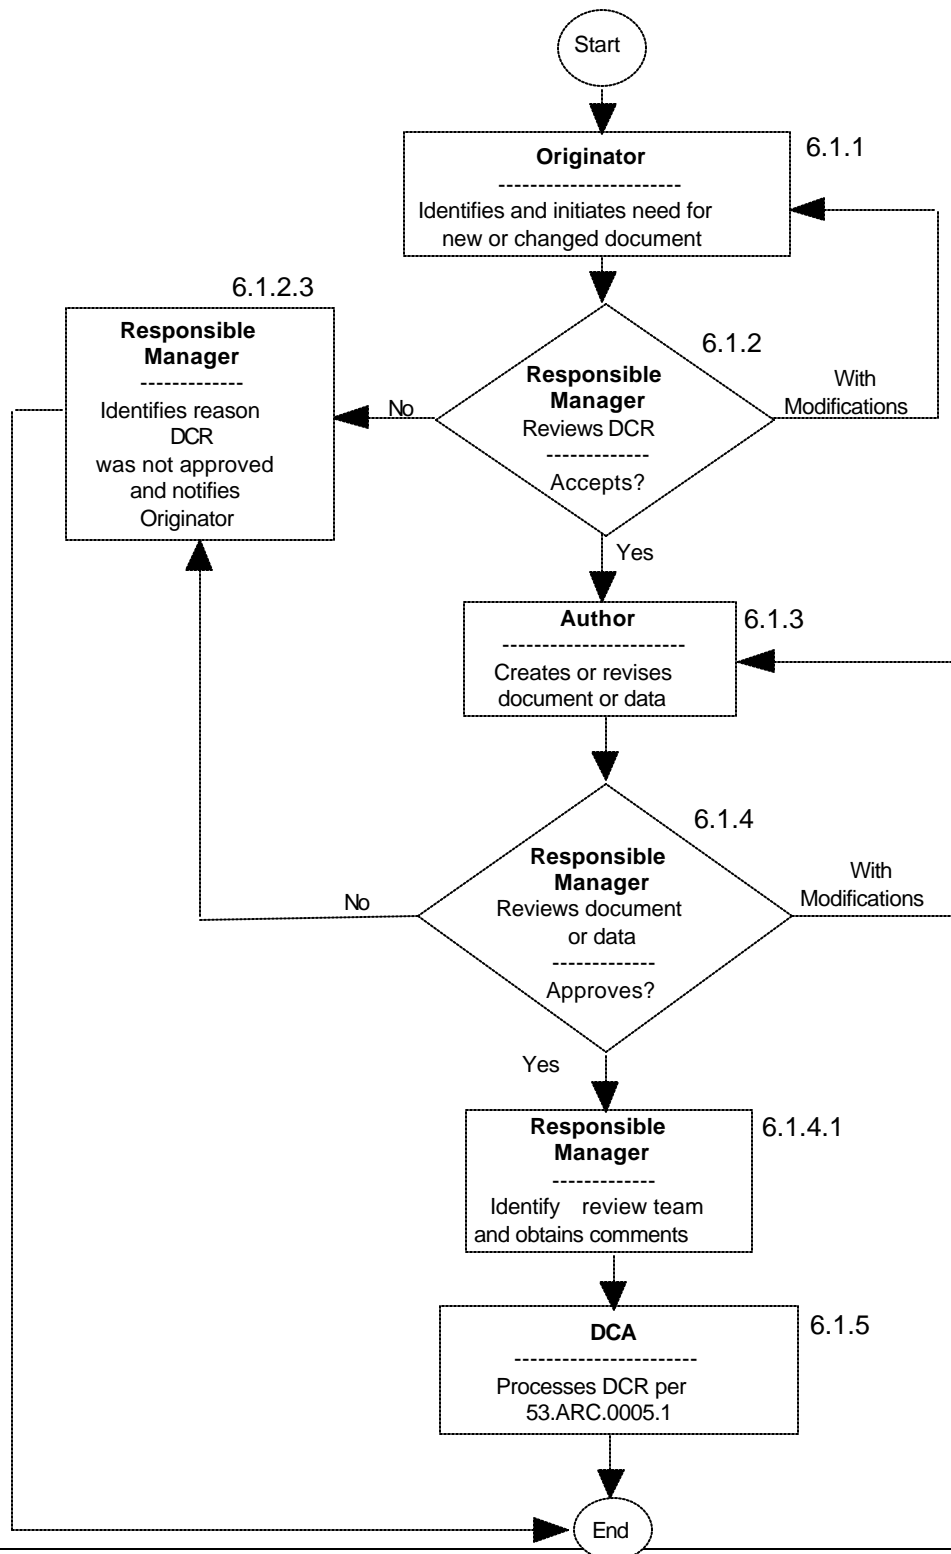 Start
6.1.1
Originator
-----------------------
Identifies and initiates need for
new or changed document
6.1.2.3
Responsible
Manager
-------------
Identifies reason
DCR
was not approved
and notifies
Originator
No
6.1.2
Responsible
Manager
Reviews DCR
-------------
Accepts?
With
Modifications
Yes
Author
-----------------------
Creates or revises
document or data
6.1.3
6.1.4
Responsible
Manager
Reviews document
or data
-------------
Approves?
No
With
Modifications
Yes
Responsible
Manager
-------------
Identify review team
and obtains comments
6.1.4.1
DCA
-----------------------
Processes DCR per
53.ARC.0005.1
6.1.5
End